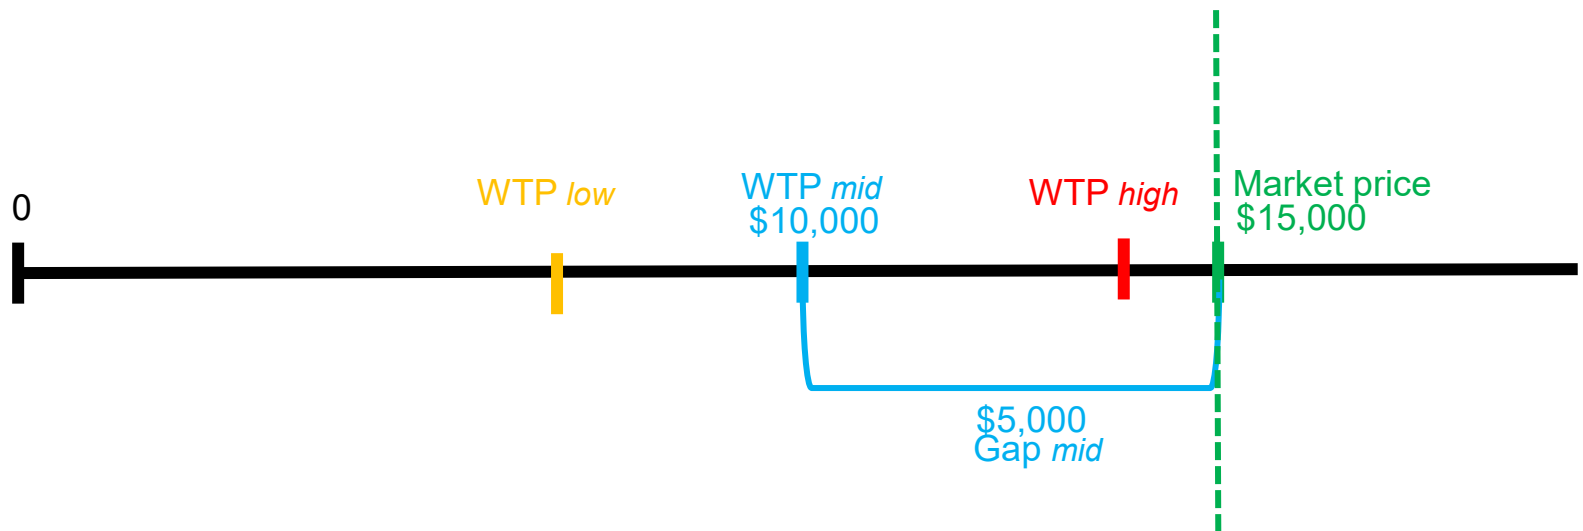 0
WTP low
WTP mid
$10,000
WTP high
Market price
$15,000
$5,000
Gap mid